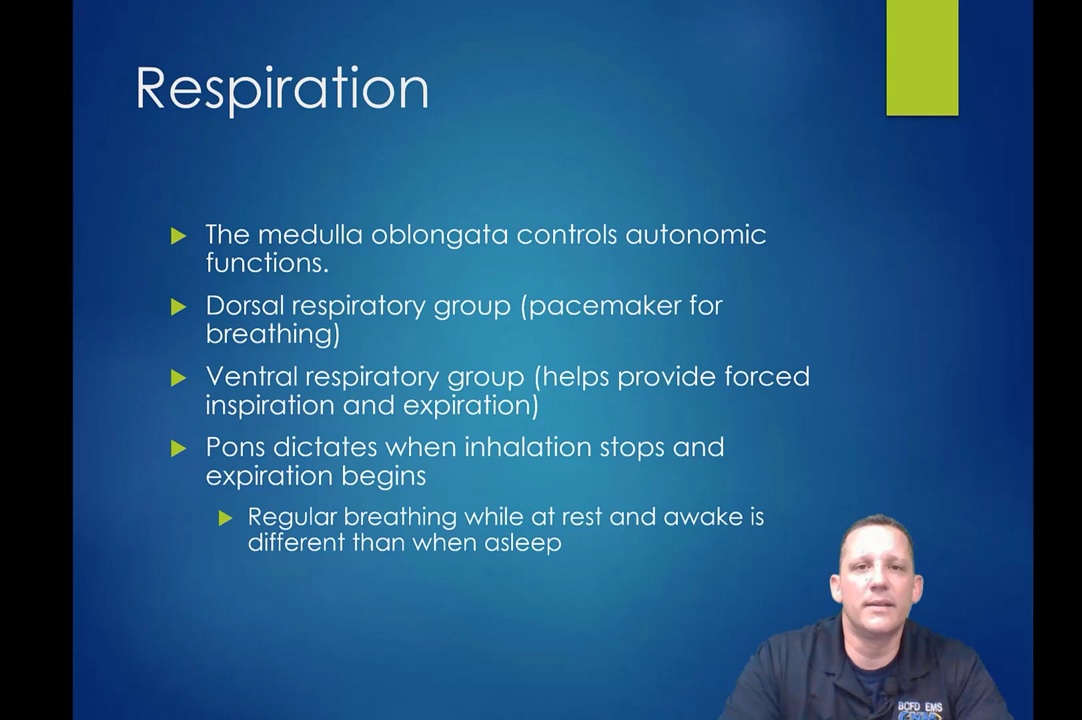 Respiration
The medulla oblongata controls autonomic
functions.
Dorsal respiratory group (pacemaker for
breathing)
Ventral respiratory group (helps provide forced
inspiration and expiration)
Pons dictates when inhalation stops and
expiration begins
Regular breathing while at rest and awake is
different than when asleep
BCFD EMS